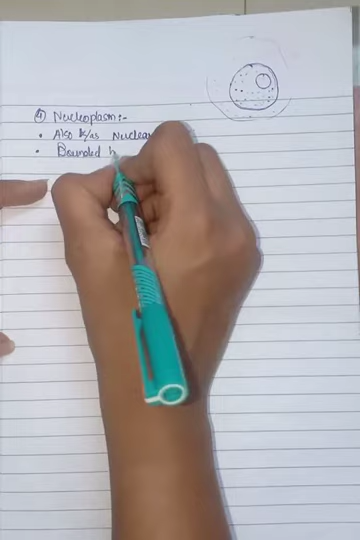 ④ Nucleoplasm:-
• Also k/as Nuclear
• Bounded